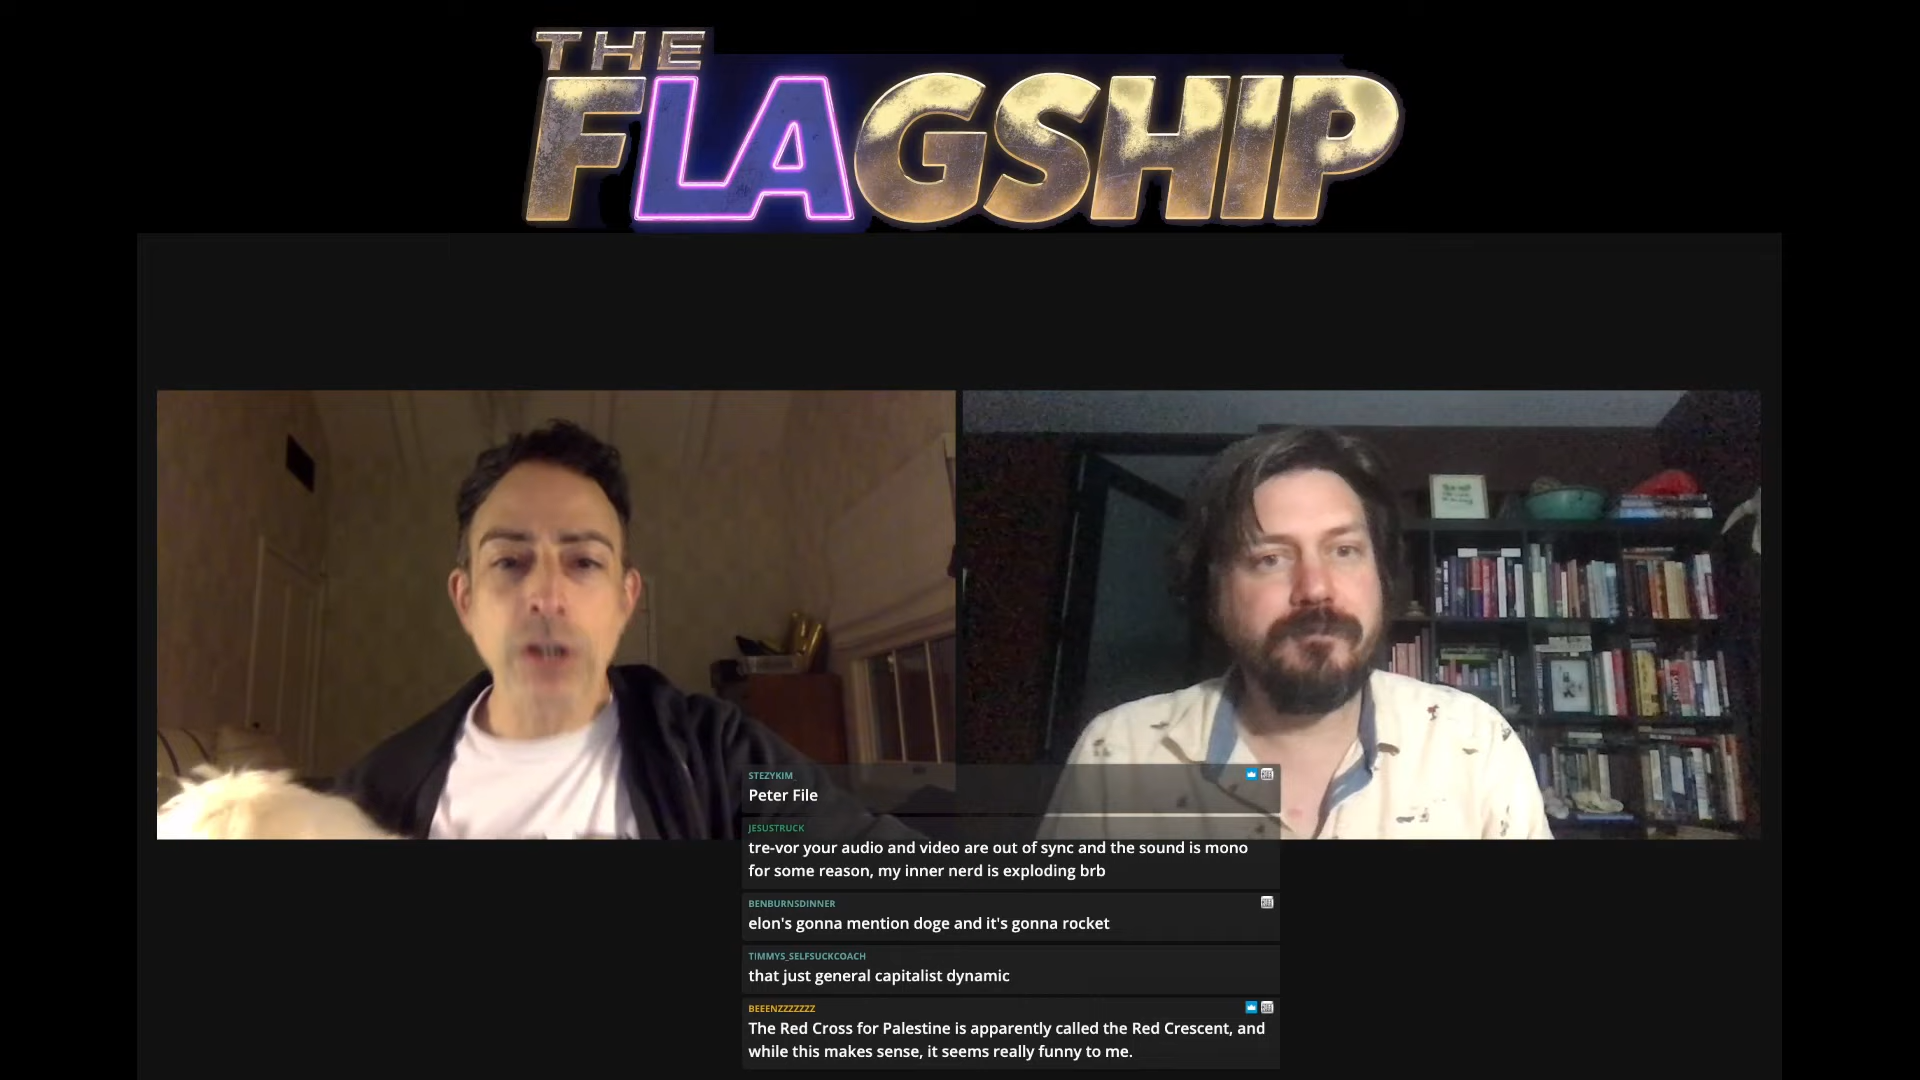 THE
FLAGSHIP
STEZYKIM_
Peter File
JESUSTRUCK
tre-vor your audio and video are out of sync and the sound is mono
for some reason, my inner nerd is exploding brb
BENBURNSDINNER
elon's gonna mention doge and it's gonna rocket
TIMMYS_SELFSUCKCOACH
that just general capitalist dynamic
BEEENZZZZZZZ
The Red Cross for Palestine is apparently called the Red Crescent, and
while this makes sense, it seems really funny to me.